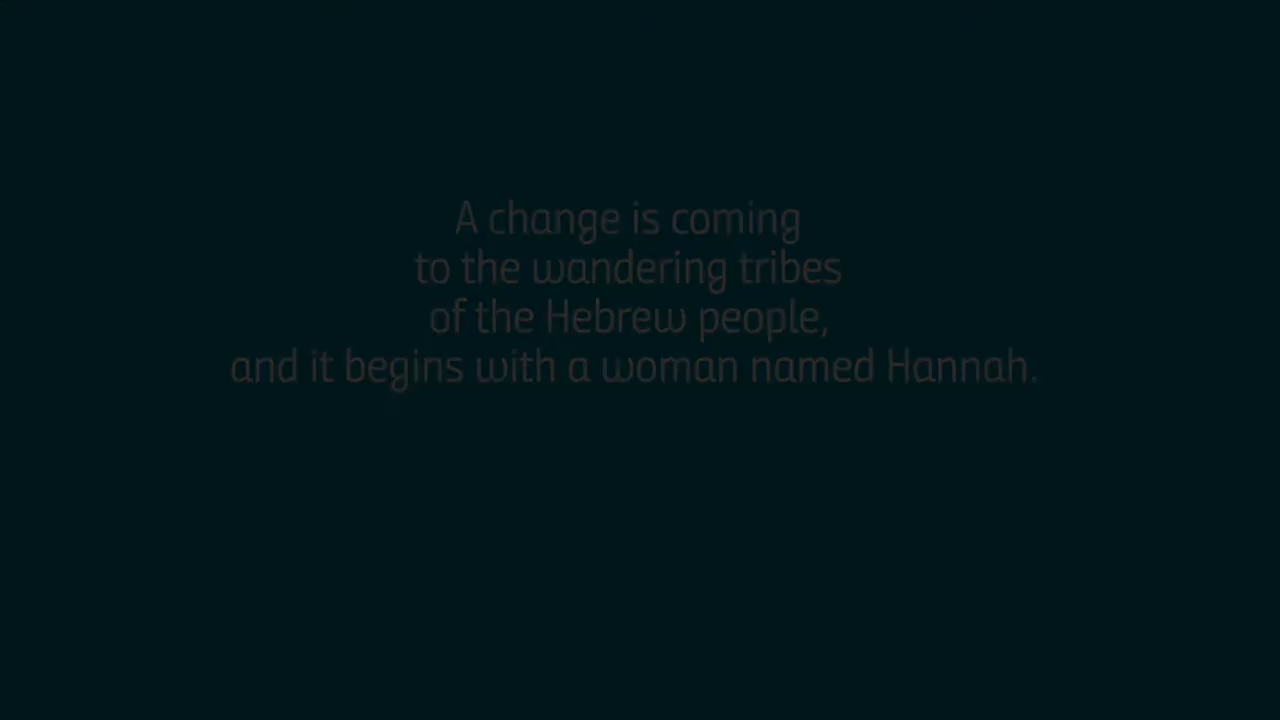 A change is coming
to the wandering tribes
of the Hebrew people,
and it begins with a woman named Hannah.